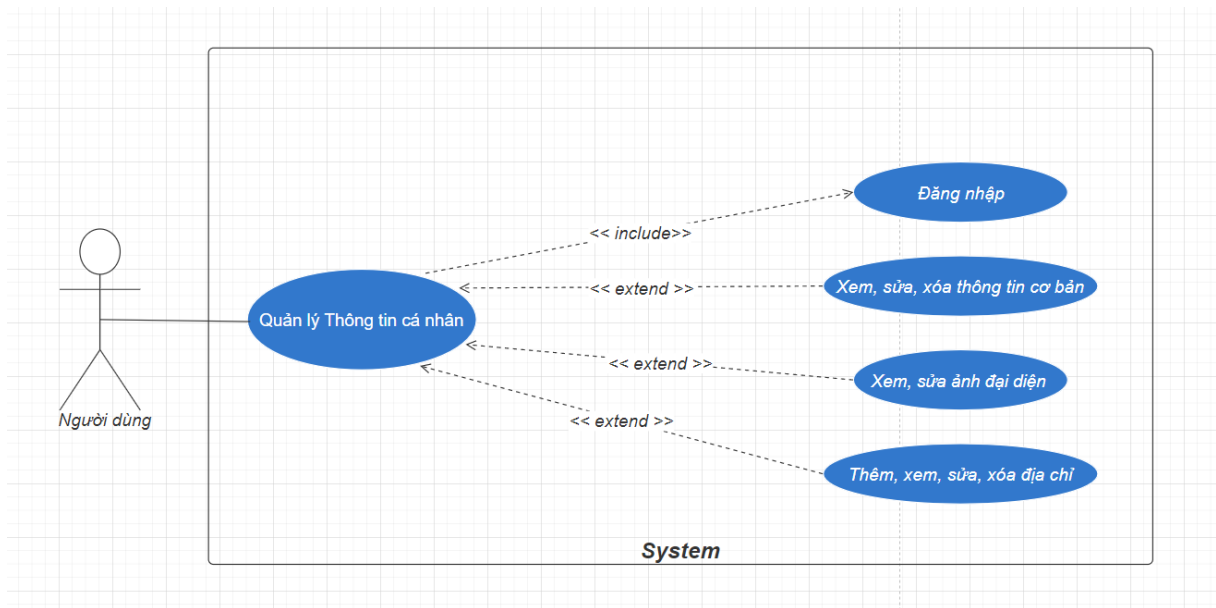 Đăng nhập
<< include>>
Xem, sửa, xóa thông tin cơ bản
<< extend >>
Quản lý Thông tin cá nhân
<< extend >>
Xem, sửa ảnh đại diện
Người dùng
<< extend >>
Thêm, xem, sửa, xóa địa chỉ
System